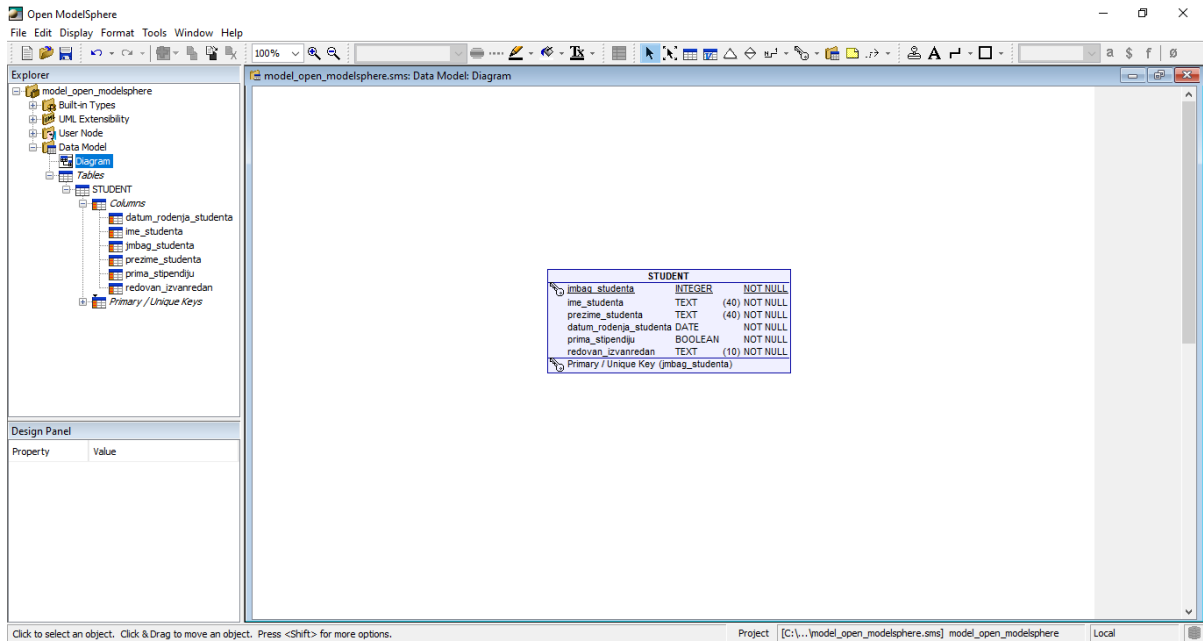 Open ModelSphere
File Edit Display Format Tools Window Help
100%
a $ f ø
Explorer
model_open_modelsphere.sms: Data Model: Diagram
model_open_modelsphere
Built-in Types
UML Extensibility
User Node
Data Model
Diagram
Tables
STUDENT
Columns
datum_rodenja_studenta
ime_studenta
jmbag_studenta
prezime_studenta
prima_stipendiju
redovan_izvanredan
Primary / Unique Keys
STUDENT
jmbag_studenta INTEGER NOT NULL
ime_studenta TEXT (40) NOT NULL
prezime_studenta TEXT (40) NOT NULL
datum_rodenja_studenta DATE NOT NULL
prima_stipendiju BOOLEAN NOT NULL
redovan_izvanredan TEXT (10) NOT NULL
Primary / Unique Key (jmbag_studenta)
Design Panel
Property Value
Click to select an object. Click & Drag to move an object. Press <Shift> for more options.
Project [C:\...\model_open_modelsphere.sms] model_open_modelsphere Local